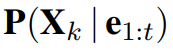 P(X_k | e_{1:t})